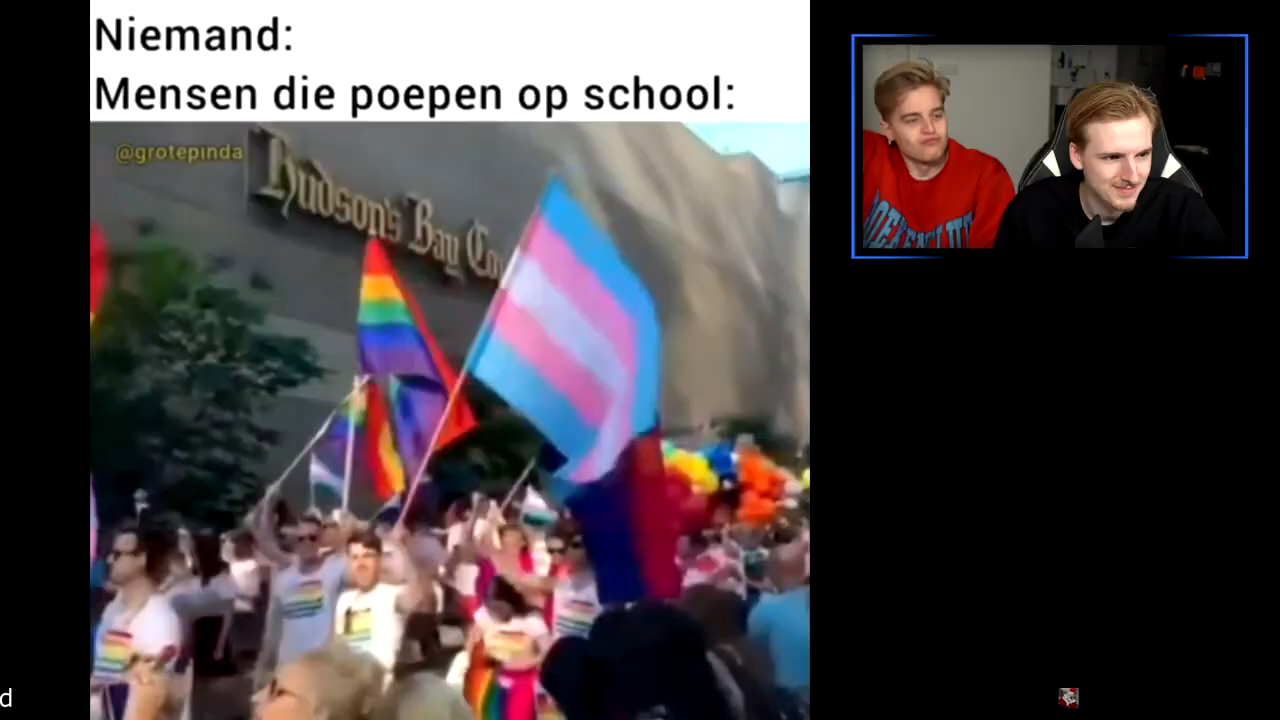 Niemand:
Mensen die poepen op school:
@grotepinda
Hudson's Bay Co
d